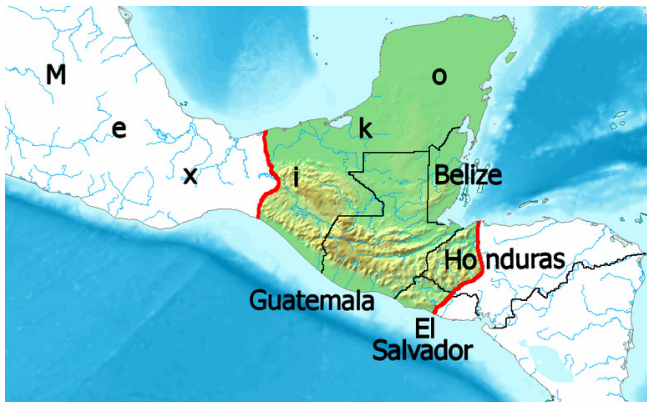 M e x i k o
Belize
Honduras
Guatemala
El
Salvador